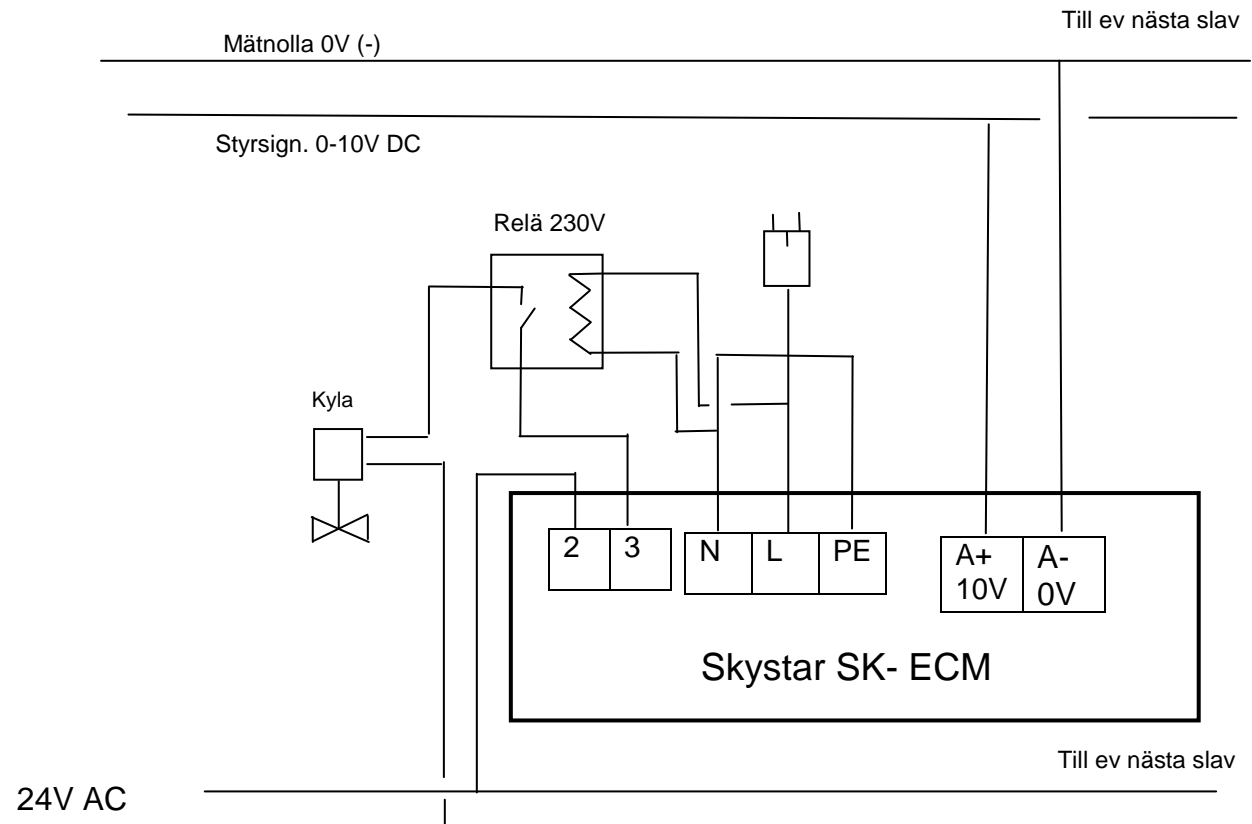 Till ev nästa slav
Mätnolla 0V (-)
Styrsign. 0-10V DC
Relä 230V
Kyla
2 3 N L PE A+ A-
10V 0V
Skystar SK- ECM
Till ev nästa slav
24V AC